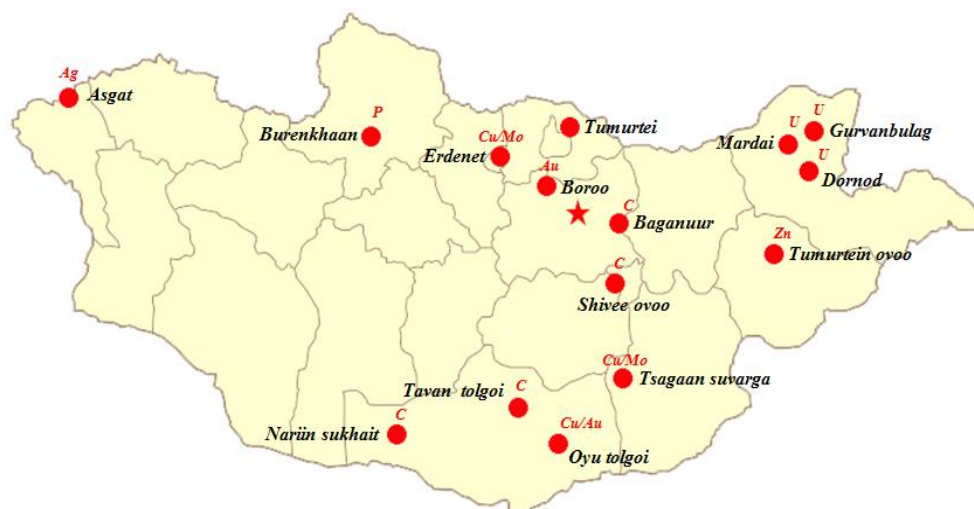 Ag
Asgat
P
Burenkhaan
Cu/Mo
Erdenet
Tumurtei
Au
Boroo
C
Baganuur
U
U
Gurvanbulag
Mardai
U
Dornod
Zn
Tumurtein ovoo
C
Shivee ovoo
Cu/Mo
Tsagaan suvarga
C
Tavan tolgoi
C
Nariin sukhait
Cu/Au
Oyu tolgoi